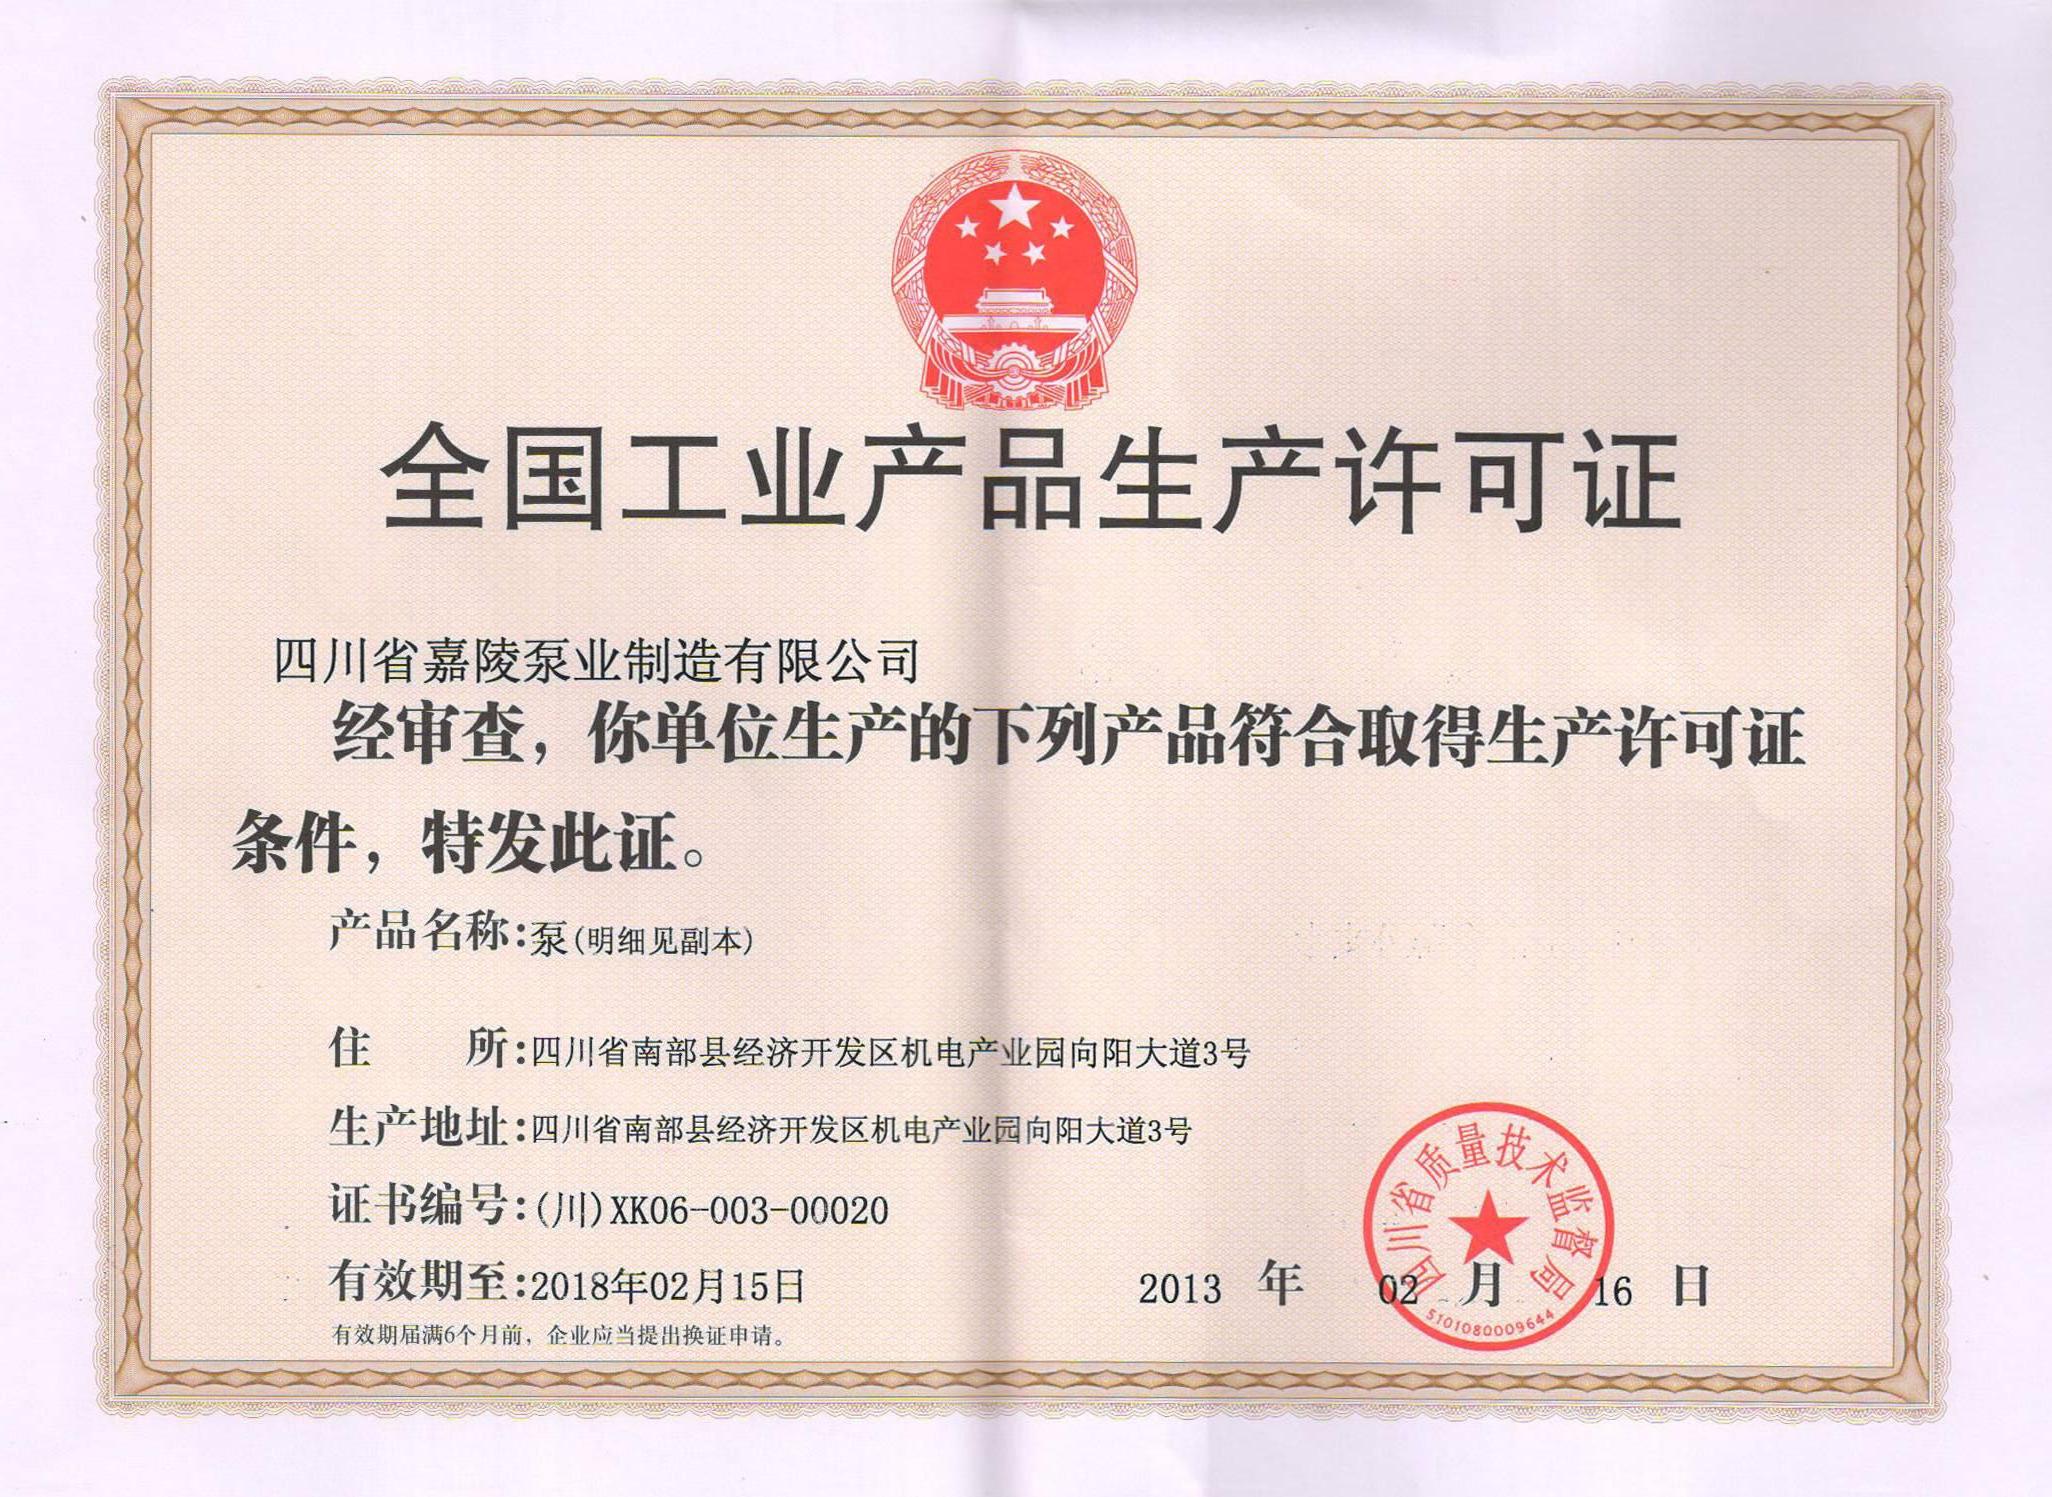 全国工业产品生产许可证
四川省嘉陵泵业制造有限公司
经审查，你单位生产的下列产品符合取得生产许可证
条件，特发此证。
产品名称:泵(明细见副本)
住 所:四川省南部县经济开发区机电产业园向阳大道3号
生产地址:四川省南部县经济开发区机电产业园向阳大道3号
证书编号:(川)XK06-003-00020
有效期至:2018年02月15日
2013 年 02 月 16 日
有效期届满6个月前，企业应当提出换证申请。
四川省质量技术监督局
5101080009644